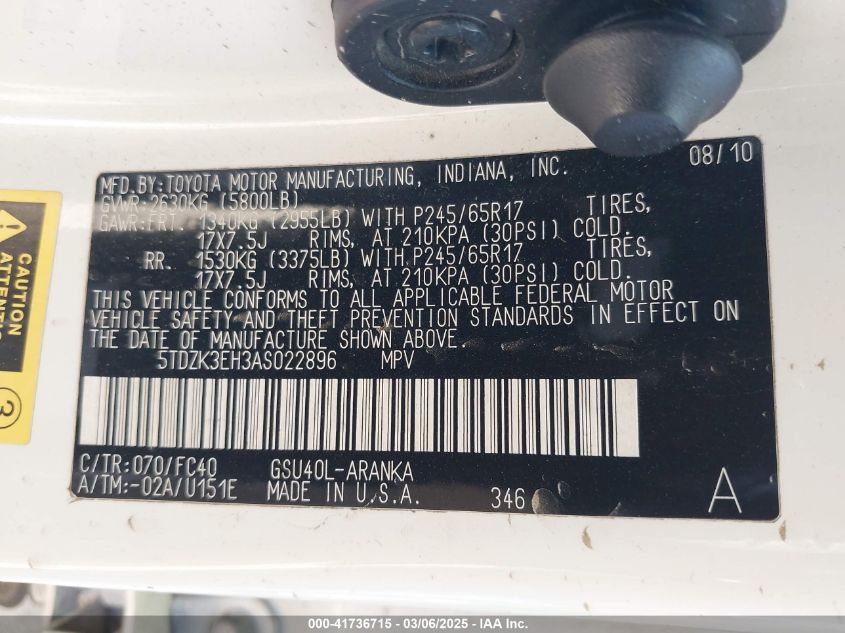 08/10
MFD.BY:TOYOTA MOTOR MANUFACTURING, INDIANA, INC.
GVWR:2630KG (5800LB)
GAWR:FRT. 1340KG (2955LB) WITH P245/65R17 TIRES,
17X7.5J RIMS, AT 210KPA (30PSI) COLD.
RR. 1530KG (3375LB) WITH P245/65R17 TIRES,
17X7.5J RIMS, AT 210KPA (30PSI) COLD.
THIS VEHICLE CONFORMS TO ALL APPLICABLE FEDERAL MOTOR
VEHICLE SAFETY AND THEFT PREVENTION STANDARDS IN EFFECT ON
THE DATE OF MANUFACTURE SHOWN ABOVE.
5TDZK3EH3AS022896 MPV
C/TR:070/FC40 GSU40L-ARANKA
A/TM:-02A/U151E MADE IN U.S.A. 346 A
CAUTION
3
000-41736715 - 03/06/2025 - IAA Inc.